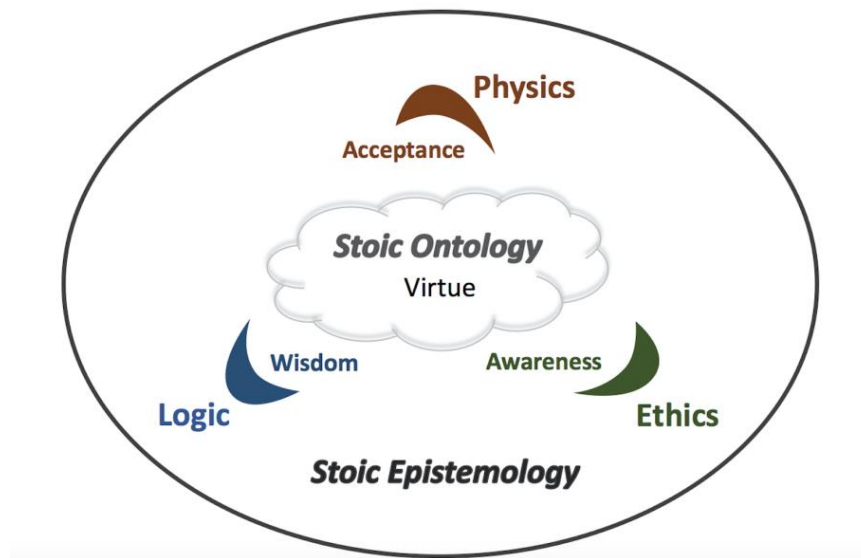 Physics
Acceptance
Stoic Ontology
Virtue
Wisdom
Awareness
Logic
Ethics
Stoic Epistemology